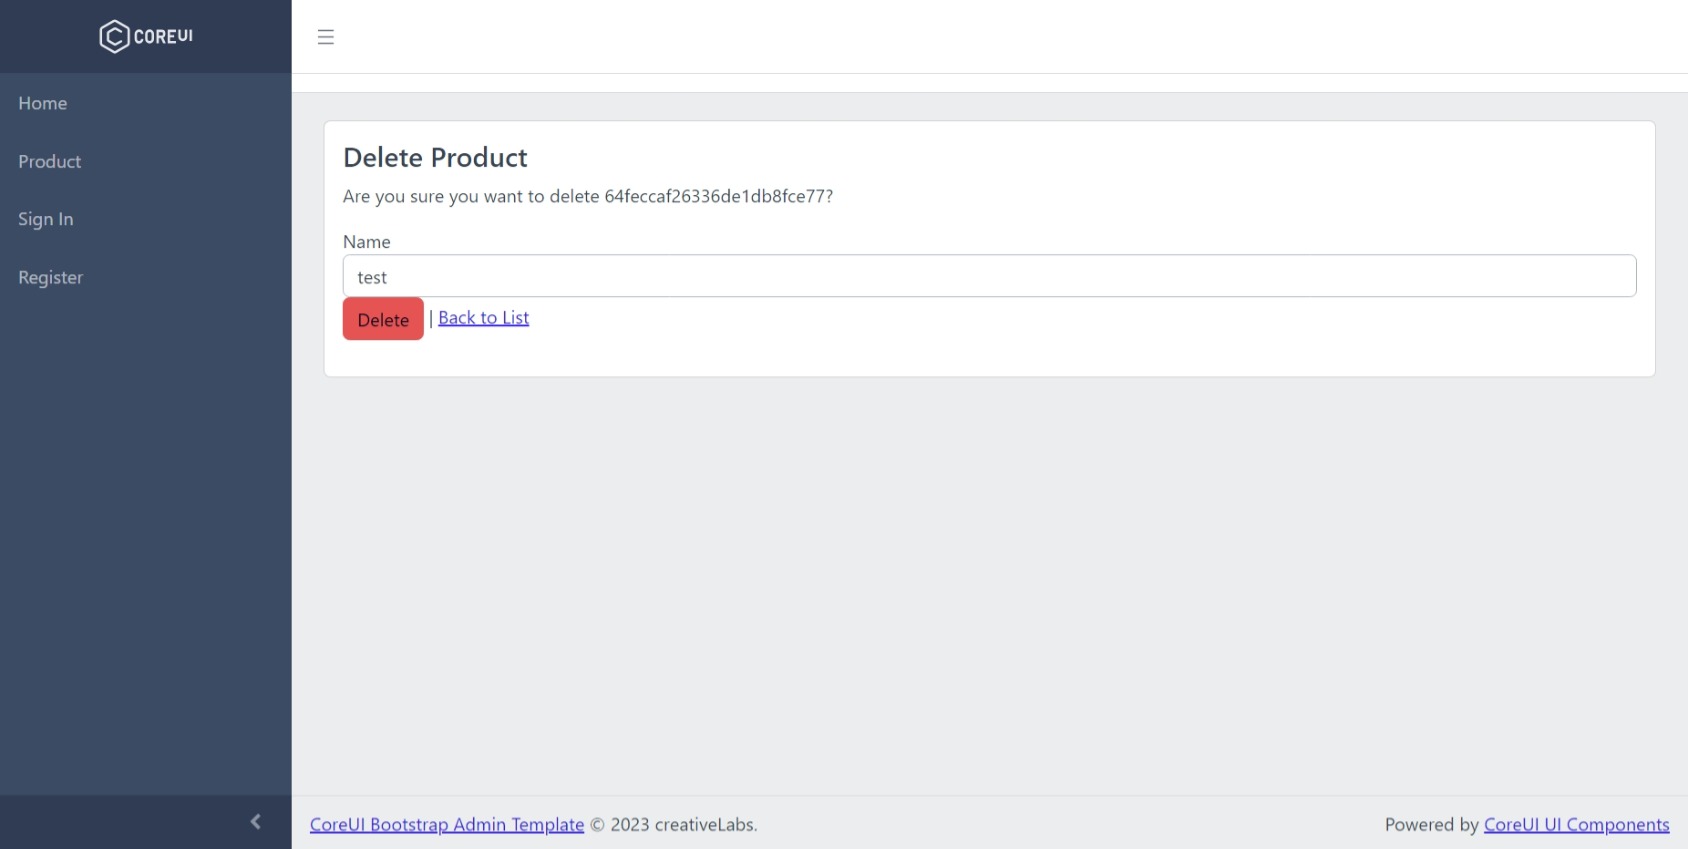 COREUI
Home
Product
Sign In
Register
Delete Product
Are you sure you want to delete 64feccaf26336de1db8fce77?
Name
test
Delete | Back to List
CoreUI Bootstrap Admin Template © 2023 creativeLabs.
Powered by CoreUI UI Components